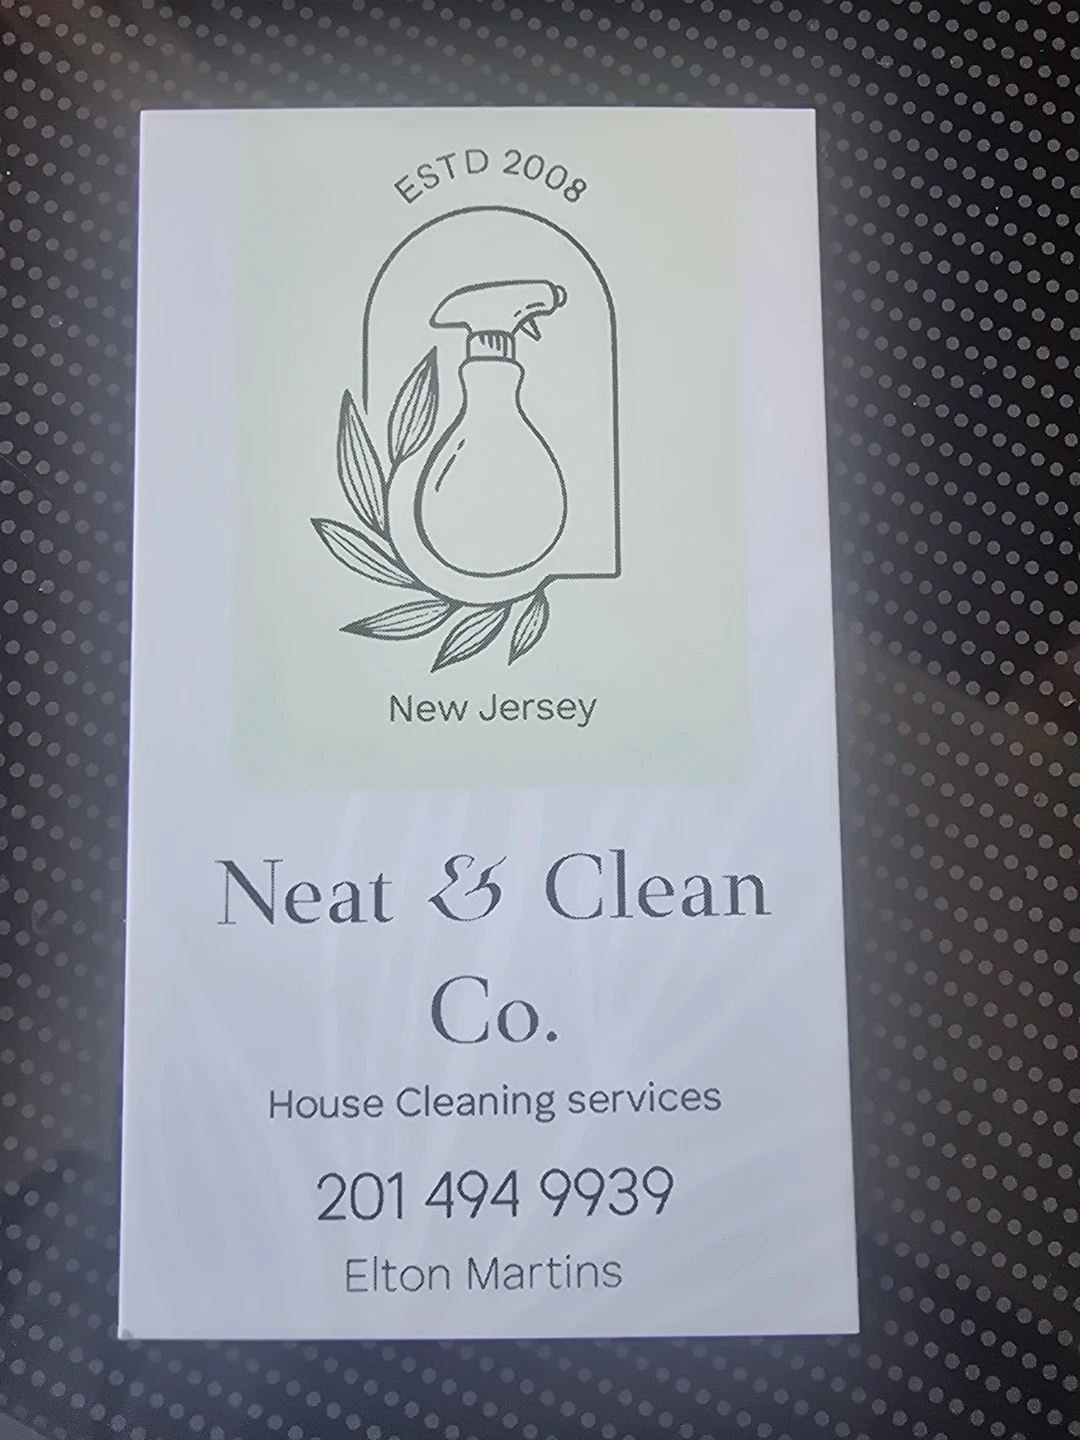 ESTD 2008
New Jersey
Neat & Clean
Co.
House Cleaning services
201 494 9939
Elton Martins